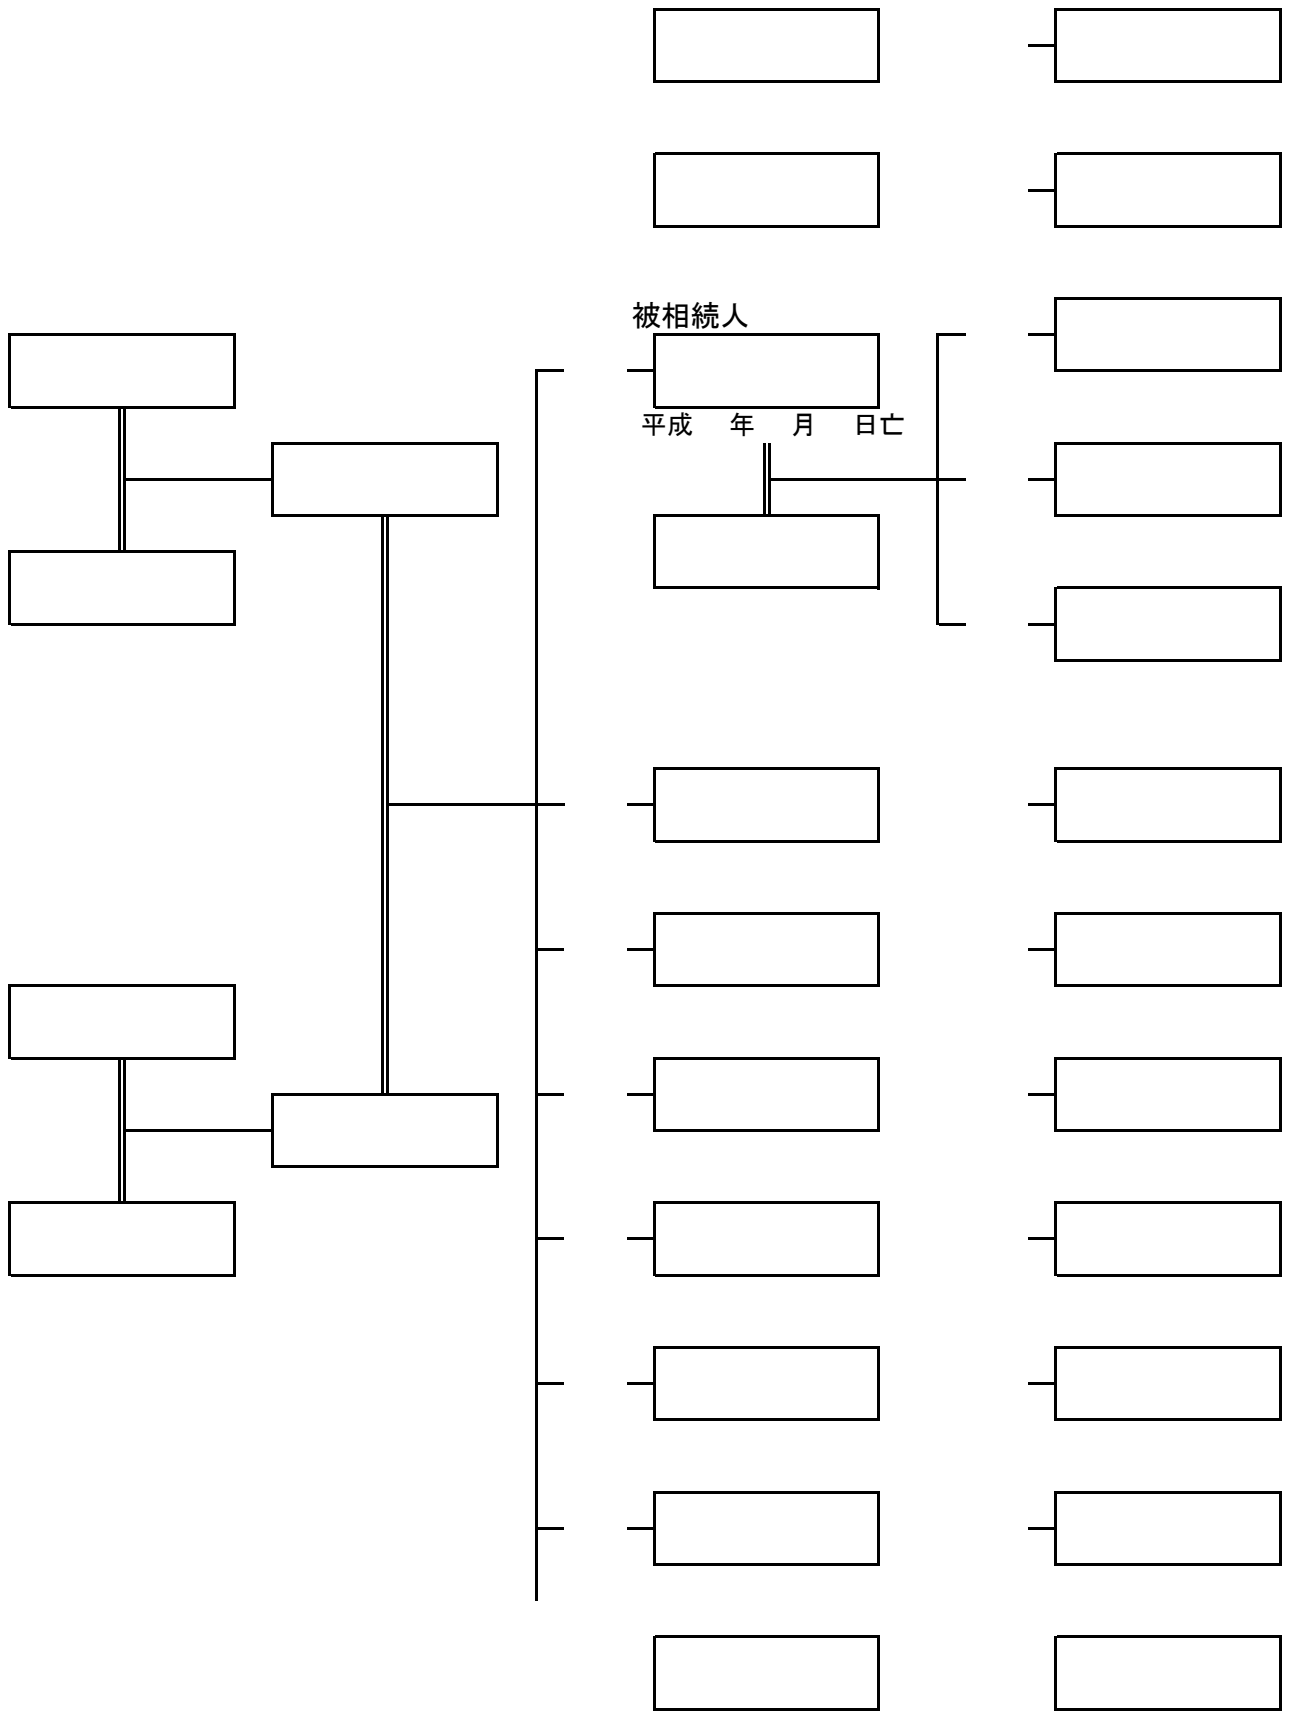 被相続人
平成　年　月　日亡